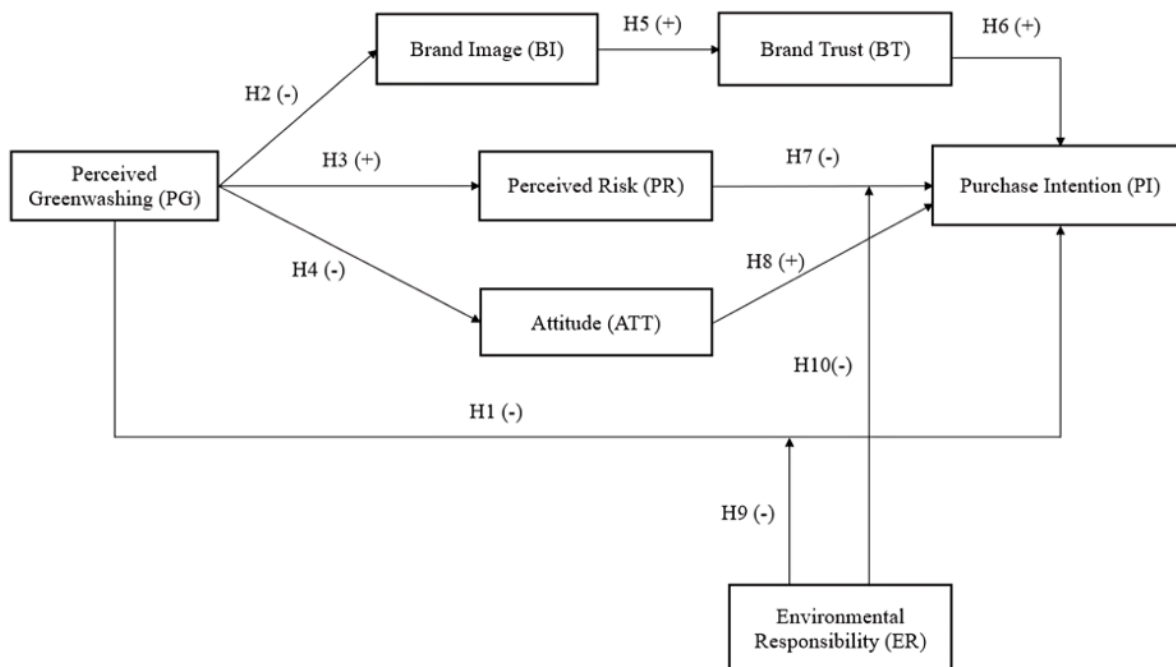 H5 (+)
H6 (+)
Brand Image (BI)
Brand Trust (BT)
H2 (-)
Perceived
Greenwashing (PG)
H3 (+)
Perceived Risk (PR)
H7 (-)
Purchase Intention (PI)
H4 (-)
H8 (+)
Attitude (ATT)
H10(-)
H1 (-)
H9 (-)
Environmental
Responsibility (ER)